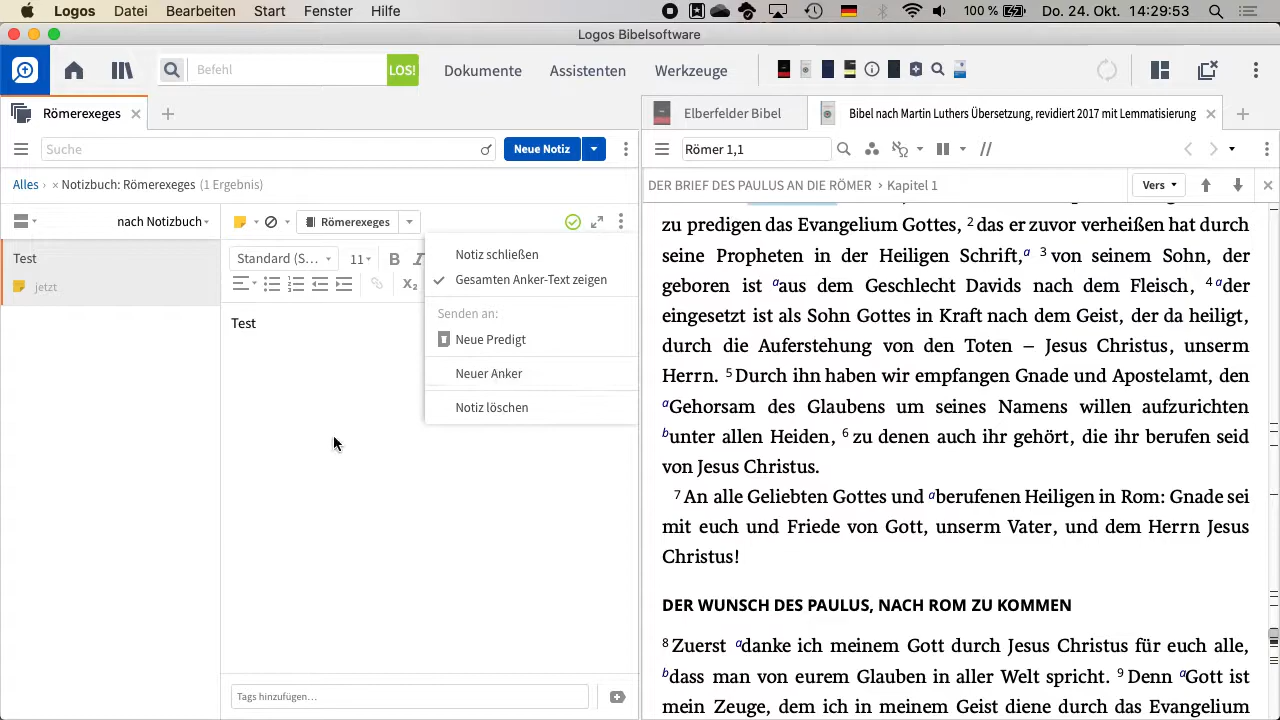 Logos Datei Bearbeiten Start Fenster Hilfe 100 % Do. 24. Okt. 14:29:53
Logos Bibelsoftware
Befehl LOS! Dokumente Assistenten Werkzeuge
Römerexeges
Suche Neue Notiz
Alles › × Notizbuch: Römerexeges (1 Ergebnis)
nach Notizbuch
Test
jetzt
Römerexeges
Standard (S... 11 B I
X₂
Test
Notiz schließen
Gesamten Anker-Text zeigen
Senden an:
Neue Predigt
Neuer Anker
Notiz löschen
Tags hinzufügen...
Elberfelder Bibel Bibel nach Martin Luthers Übersetzung, revidiert 2017 mit Lemmatisierung
Römer 1,1
DER BRIEF DES PAULUS AN DIE RÖMER › Kapitel 1 Vers
zu predigen das Evangelium Gottes, 2 das er zuvor verheißen hat durch
seine Propheten in der Heiligen Schrift,a 3 von seinem Sohn, der
geboren ist aaus dem Geschlecht Davids nach dem Fleisch, 4 ader
eingesetzt ist als Sohn Gottes in Kraft nach dem Geist, der da heiligt,
durch die Auferstehung von den Toten – Jesus Christus, unserm
Herrn. 5 Durch ihn haben wir empfangen Gnade und Apostelamt, den
aGehorsam des Glaubens um seines Namens willen aufzurichten
bunter allen Heiden, 6 zu denen auch ihr gehört, die ihr berufen seid
von Jesus Christus.
7 An alle Geliebten Gottes und aberufenen Heiligen in Rom: Gnade sei
mit euch und Friede von Gott, unserm Vater, und dem Herrn Jesus
Christus!
DER WUNSCH DES PAULUS, NACH ROM ZU KOMMEN
8 Zuerst adanke ich meinem Gott durch Jesus Christus für euch alle,
bdass man von eurem Glauben in aller Welt spricht. 9 Denn aGott ist
mein Zeuge, dem ich in meinem Geist diene durch das Evangelium